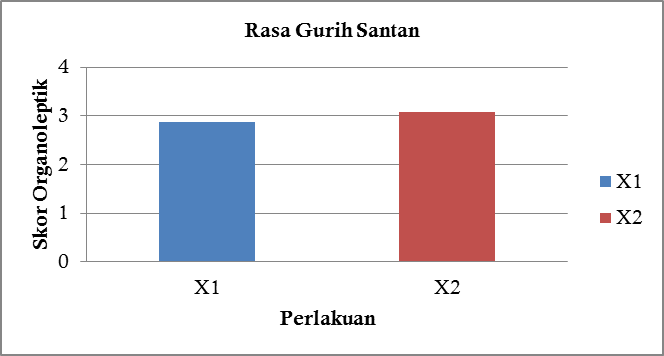 Rasa Gurih Santan
Skor Organoleptik
4
3
2
1
0
X1
X2
Perlakuan
X1
X2